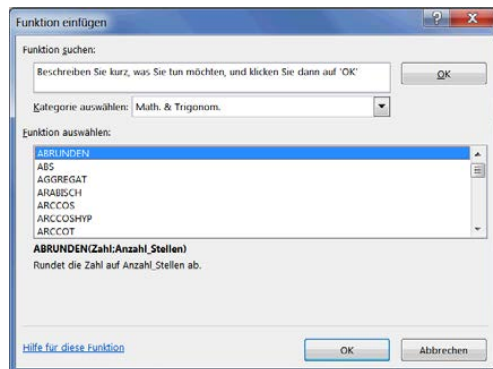 Funktion einfügen
Funktion suchen:
Beschreiben Sie kurz, was Sie tun möchten, und klicken Sie dann auf 'OK'
OK
Kategorie auswählen: Math. & Trigonom.
Funktion auswählen:
ABRUNDEN
ABS
AGGREGAT
ARABISCH
ARCCOS
ARCCOSHYP
ARCCOT
ABRUNDEN(Zahl;Anzahl_Stellen)
Rundet die Zahl auf Anzahl_Stellen ab.
Hilfe für diese Funktion
OK
Abbrechen